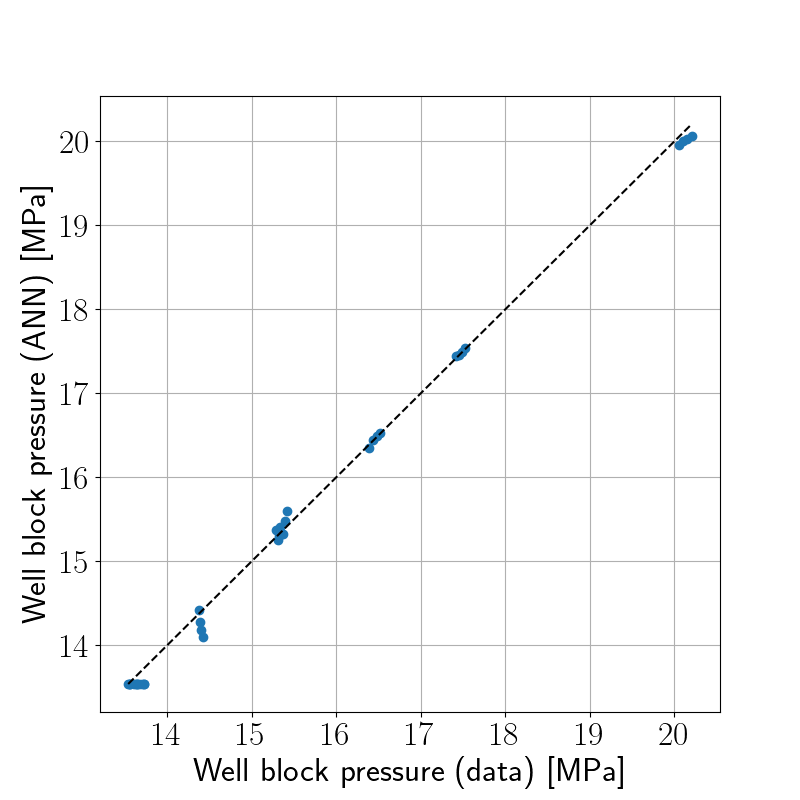 Well block pressure (ANN) [MPa]
20
19
18
17
16
15
14
14 15 16 17 18 19 20
Well block pressure (data) [MPa]